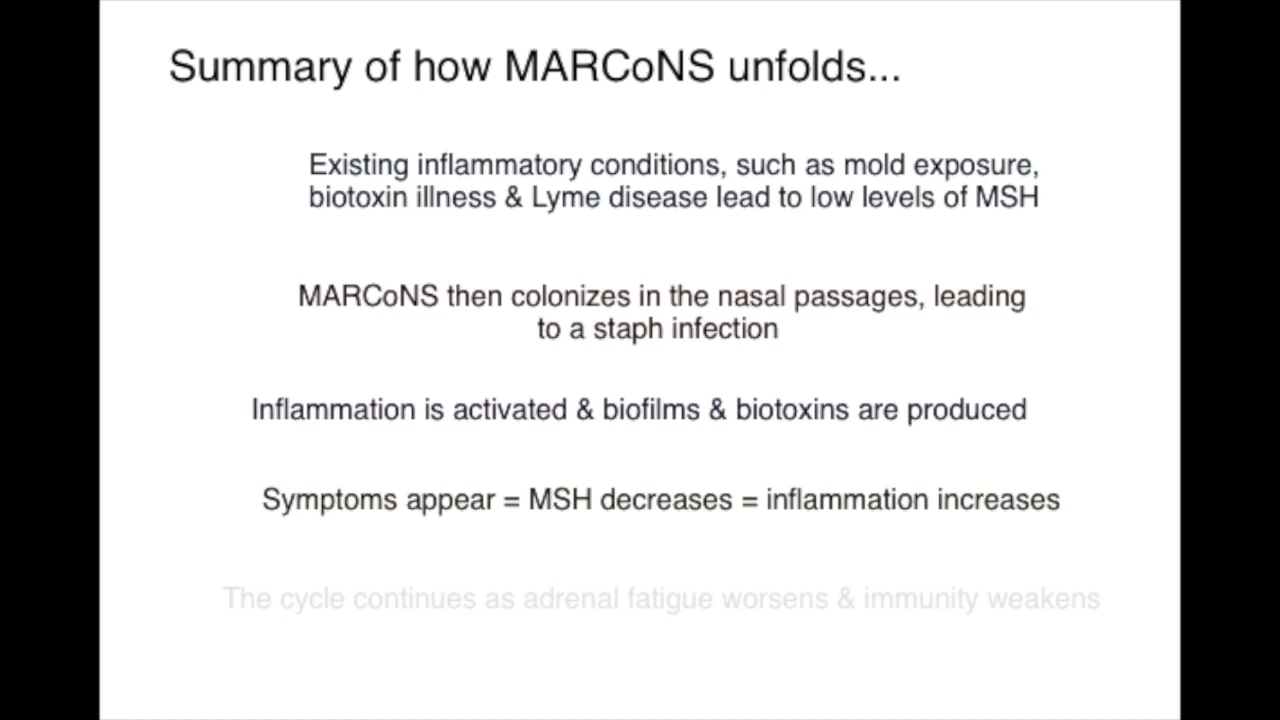 Summary of how MARCoNS unfolds...
Existing inflammatory conditions, such as mold exposure,
biotoxin illness & Lyme disease lead to low levels of MSH
MARCoNS then colonizes in the nasal passages, leading
to a staph infection
Inflammation is activated & biofilms & biotoxins are produced
Symptoms appear = MSH decreases = inflammation increases
The cycle continues as adrenal fatigue worsens & immunity weakens